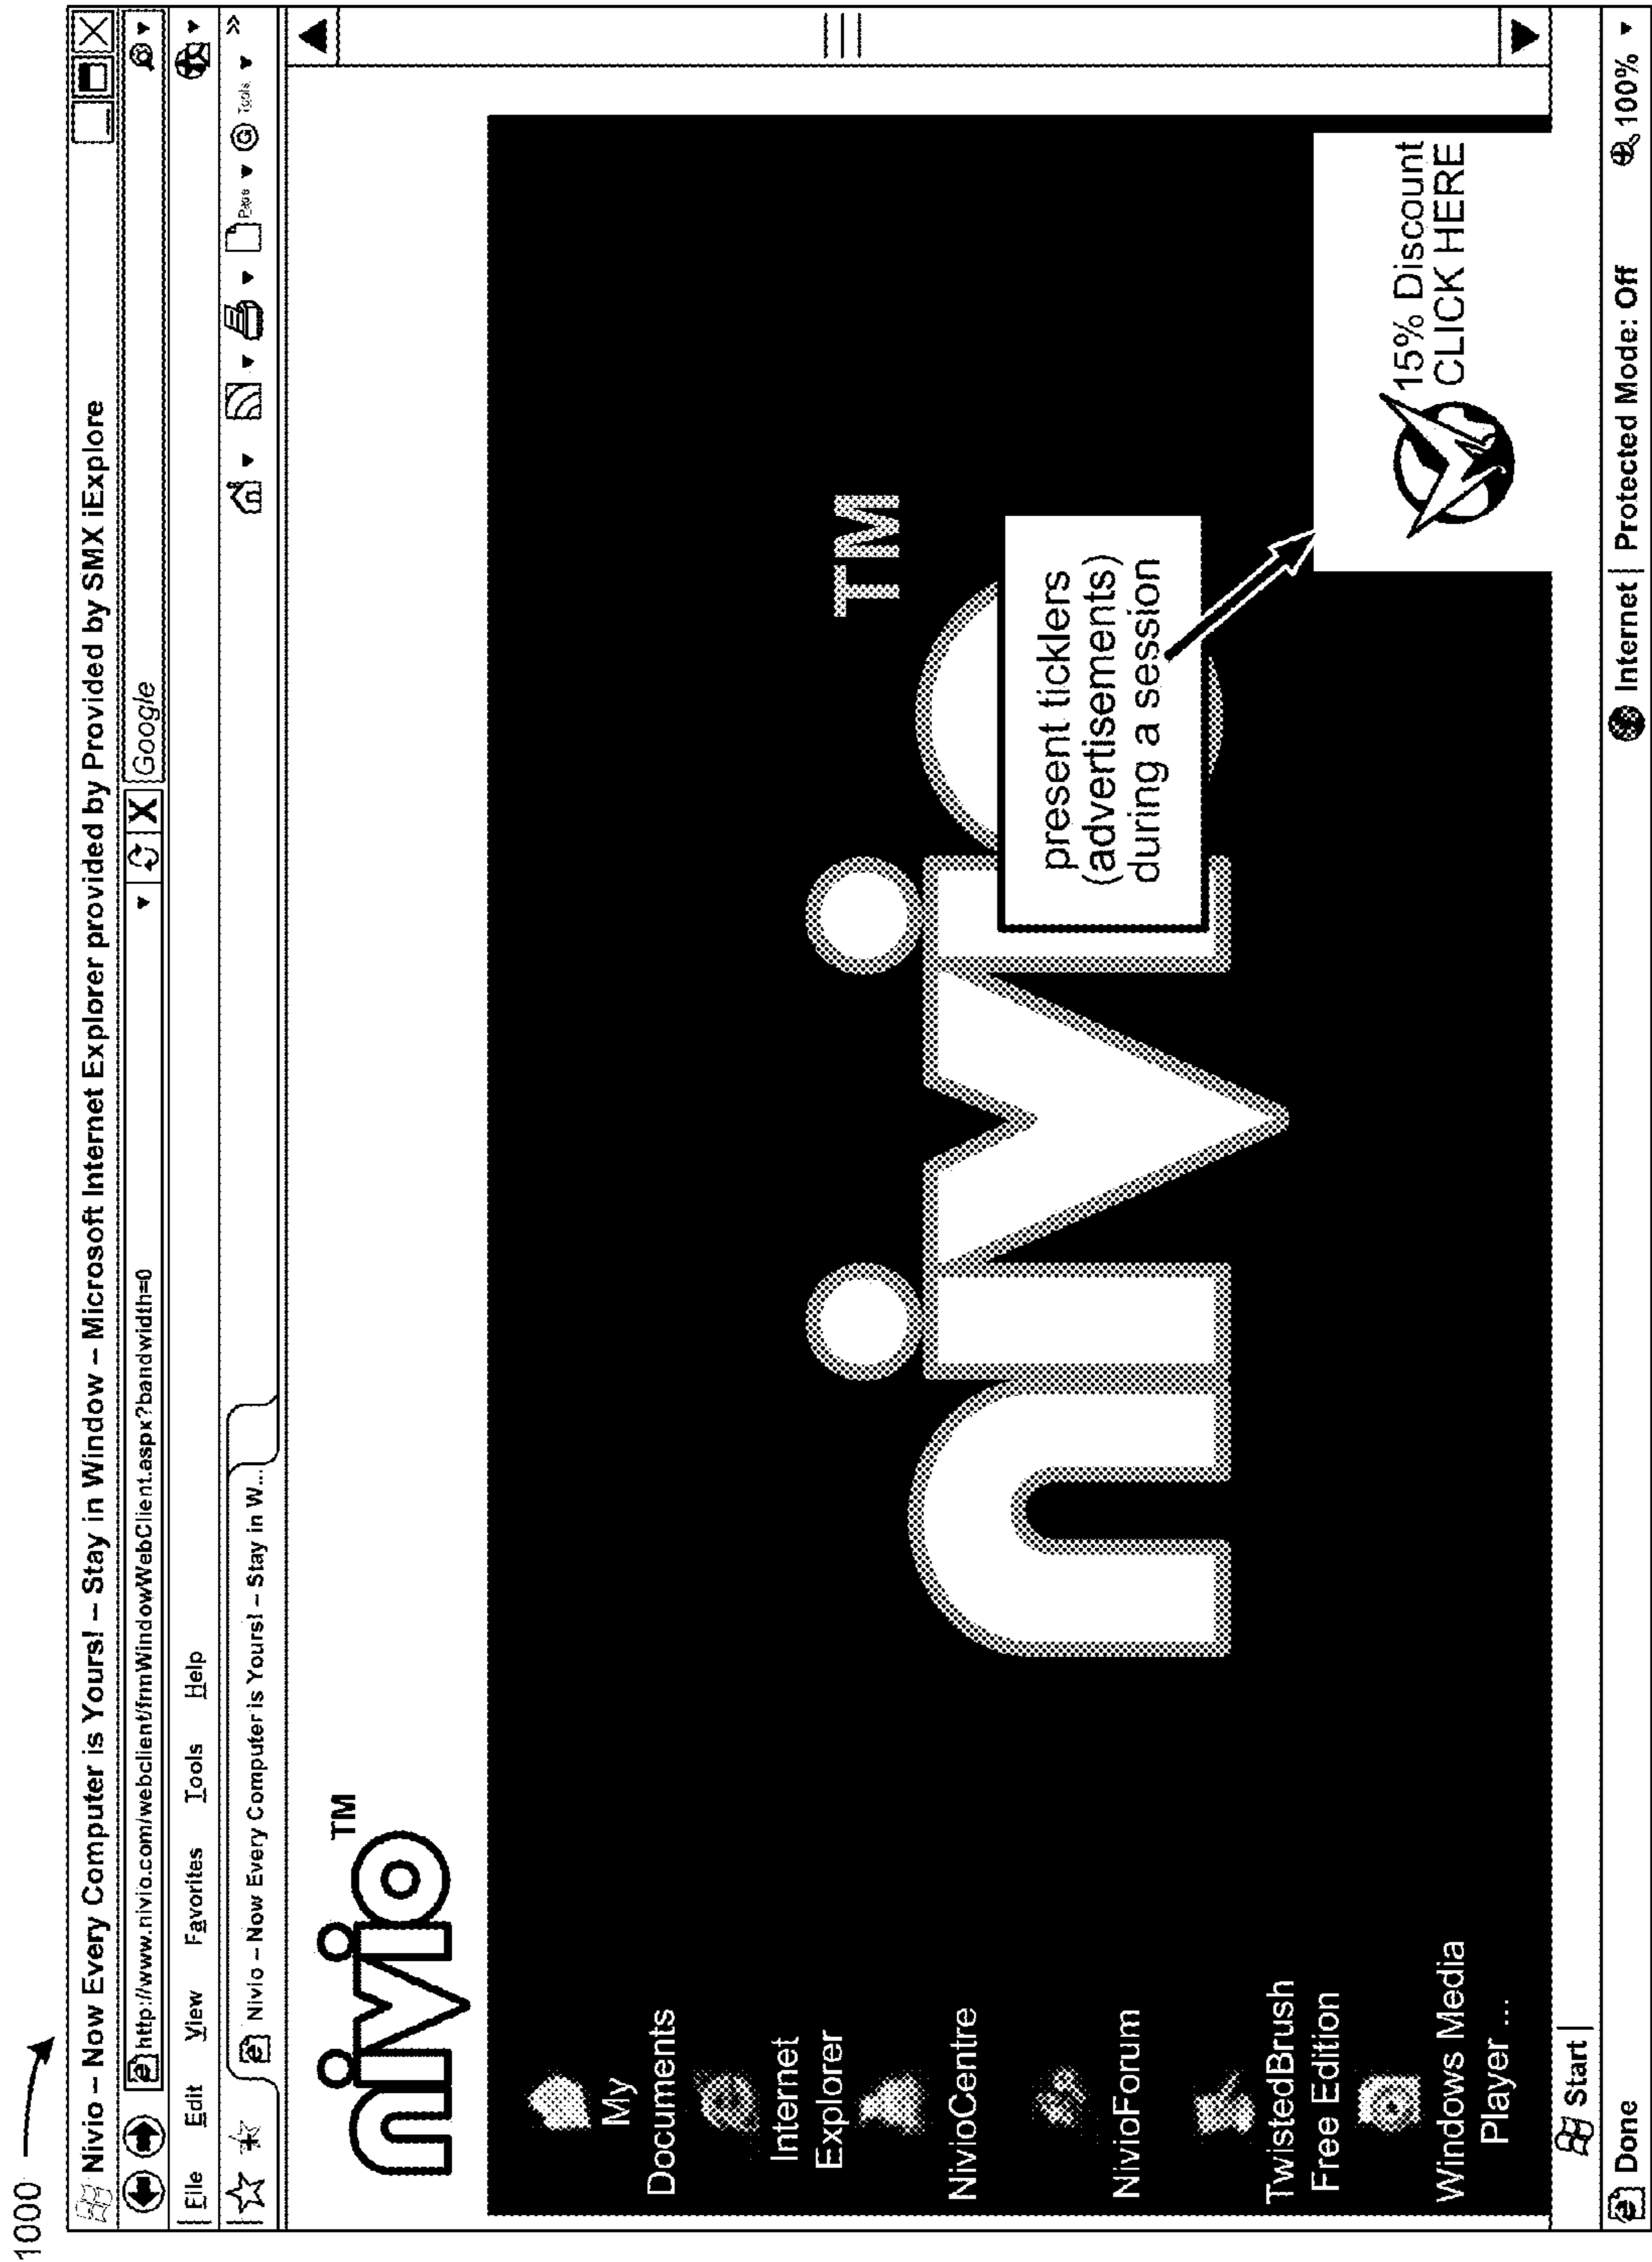 1000
Nivio – Now Every Computer is Yours! – Stay in Window – Microsoft Internet Explorer provided by Provided by SMX iExplore
http://www.nivio.com/webclient/frmWindowWebClient.aspx?bandwidth=0
Google
File Edit View Favorites Tools Help
Nivio – Now Every Computer is Yours! – Stay in W...
Page Tools »
nivio™
My
Documents
Internet
Explorer
NivioCentre
NivioForum
TwistedBrush
Free Edition
Windows Media
Player ...
nivio TM
present ticklers
(advertisements)
during a session
15% Discount
CLICK HERE
Start
Done
Internet | Protected Mode: Off
100%